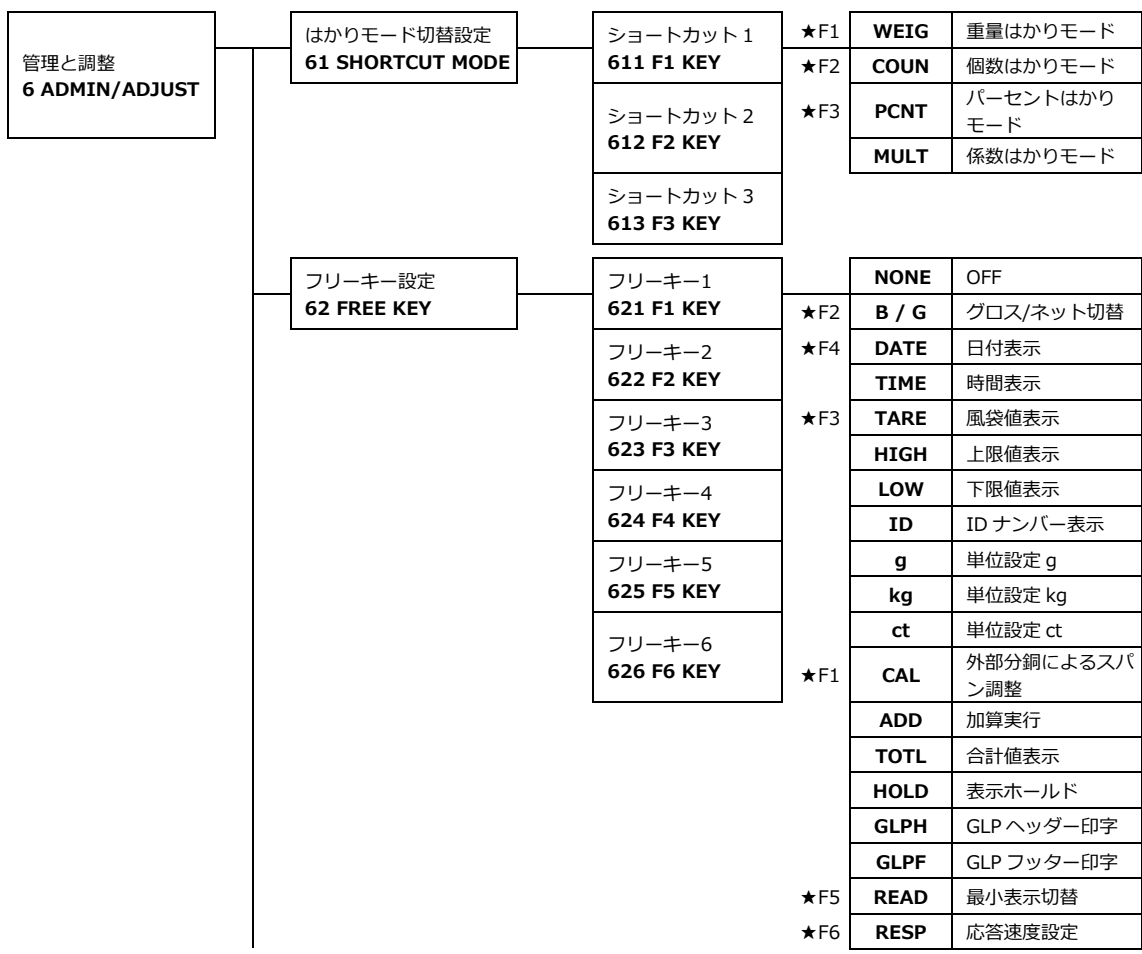 管理と調整
6 ADMIN/ADJUST
はかりモード切替設定
61 SHORTCUT MODE
ショートカット1
611 F1 KEY
ショートカット2
612 F2 KEY
ショートカット3
613 F3 KEY
★F1 WEIG 重量はかりモード
★F2 COUN 個数はかりモード
★F3 PCNT パーセントはかり
モード
MULT 係数はかりモード
フリーキー設定
62 FREE KEY
フリーキー1
621 F1 KEY
フリーキー2
622 F2 KEY
フリーキー3
623 F3 KEY
フリーキー4
624 F4 KEY
フリーキー5
625 F5 KEY
フリーキー6
626 F6 KEY
NONE OFF
★F2 B / G グロス/ネット切替
★F4 DATE 日付表示
TIME 時間表示
★F3 TARE 風袋値表示
HIGH 上限値表示
LOW 下限値表示
ID ID ナンバー表示
g 単位設定 g
kg 単位設定 kg
ct 単位設定 ct
★F1 CAL 外部分銅によるスパ
ン調整
ADD 加算実行
TOTL 合計値表示
HOLD 表示ホールド
GLPH GLP ヘッダー印字
GLPF GLP フッター印字
★F5 READ 最小表示切替
★F6 RESP 応答速度設定